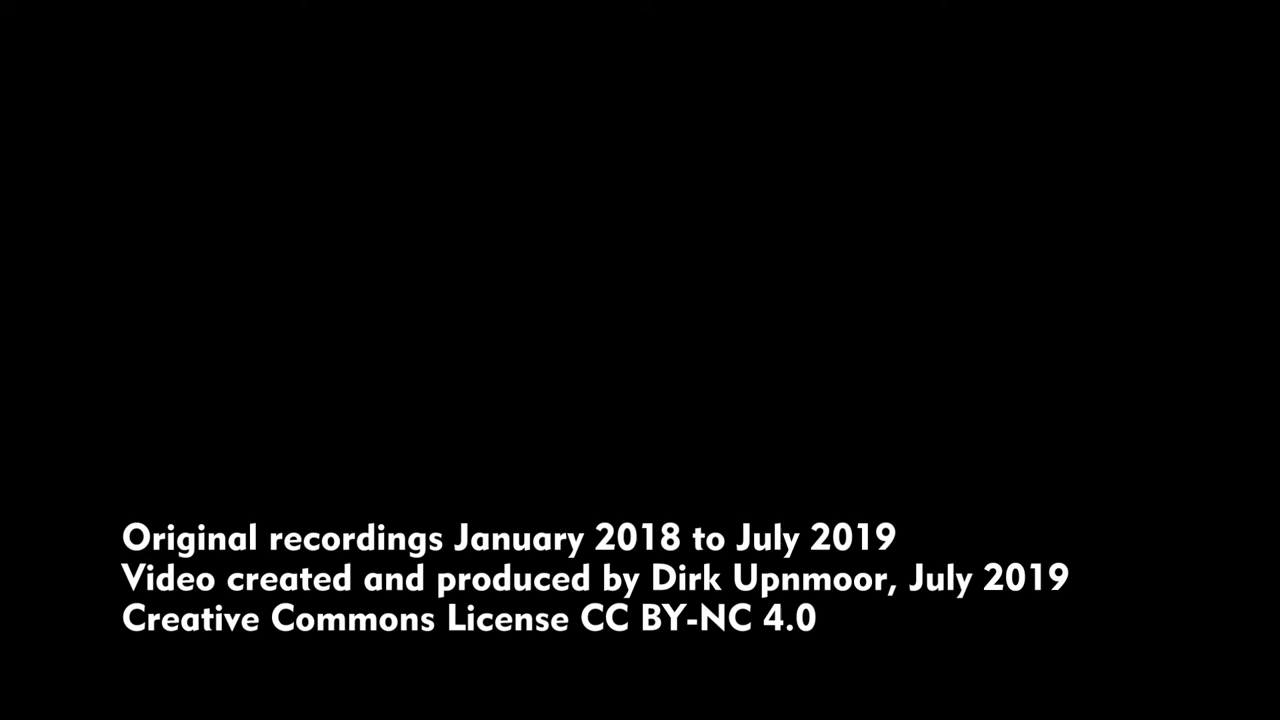 Original recordings January 2018 to July 2019
Video created and produced by Dirk Upnmoor, July 2019
Creative Commons License CC BY-NC 4.0